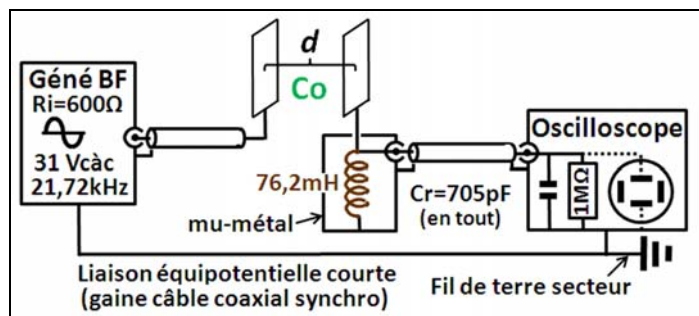 Géné BF
Ri=600Ω
31 Vcàc
21,72kHz
d
Co
76,2mH
mu-métal
Cr=705pF
(en tout)
Oscilloscope
1MΩ
Liaison équipotentielle courte
(gaine câble coaxial synchro)
Fil de terre secteur